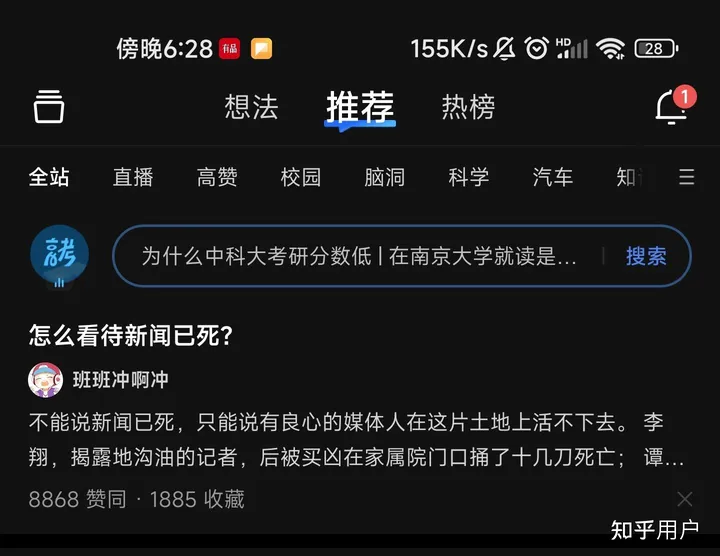 傍晚6:28 有品 155K/s HD 28
想法 推荐 热榜 1
全站 直播 高赞 校园 脑洞 科学 汽车 知
高考 为什么中科大考研分数低 | 在南京大学就读是... 搜索
怎么看待新闻已死？
班班冲啊冲
不能说新闻已死，只能说有良心的媒体人在这片土地上活不下去。 李
翔，揭露地沟油的记者，后被买凶在家属院门口捅了十几刀死亡； 谭...
8868 赞同 · 1885 收藏
知乎用户